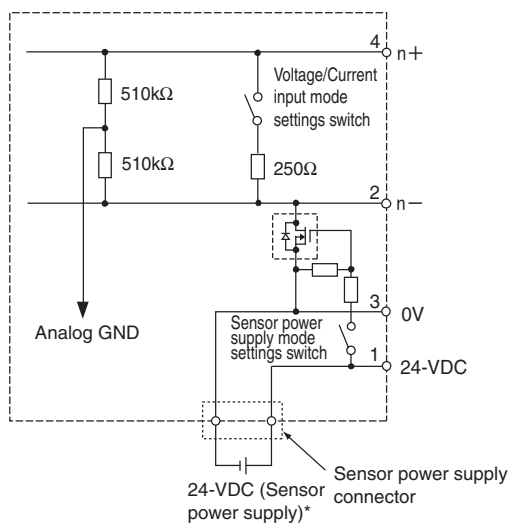 4
n+
Voltage/Current
input mode
settings switch
510kΩ
510kΩ
250Ω
2
n−
Analog GND
3
0V
Sensor power
supply mode
settings switch
1
24-VDC
Sensor power supply
connector
24-VDC (Sensor
power supply)*